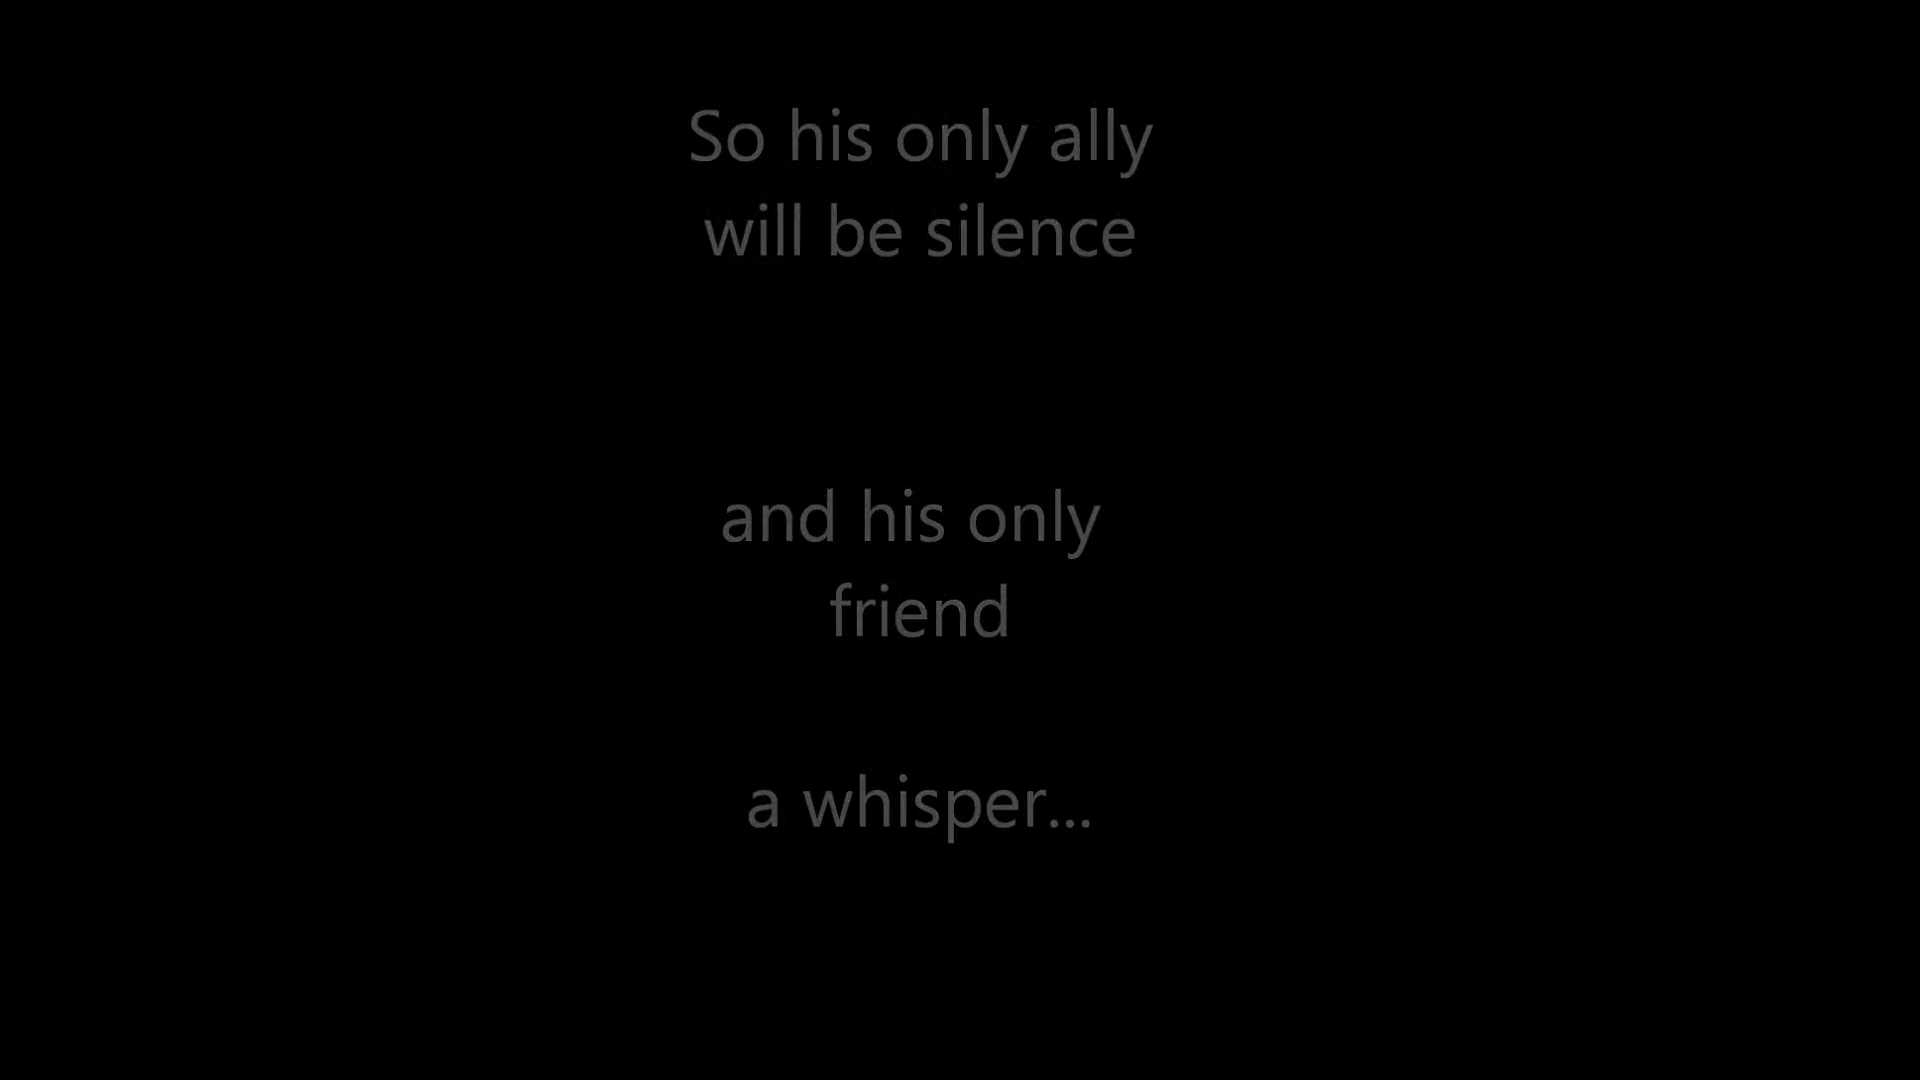 So his only ally
will be silence
and his only
friend
a whisper...